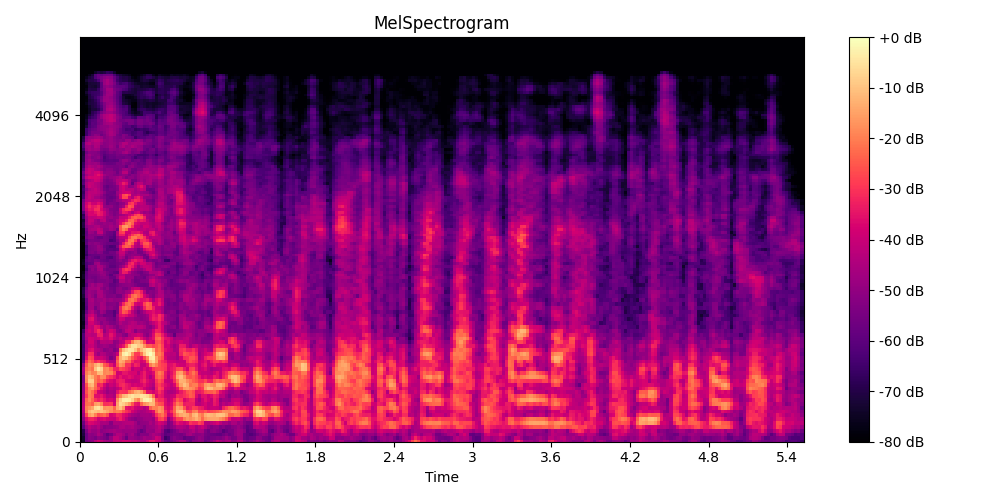 MelSpectrogram
Hz
4096
2048
1024
512
0
0 0.6 1.2 1.8 2.4 3 3.6 4.2 4.8 5.4
Time
+0 dB
-10 dB
-20 dB
-30 dB
-40 dB
-50 dB
-60 dB
-70 dB
-80 dB